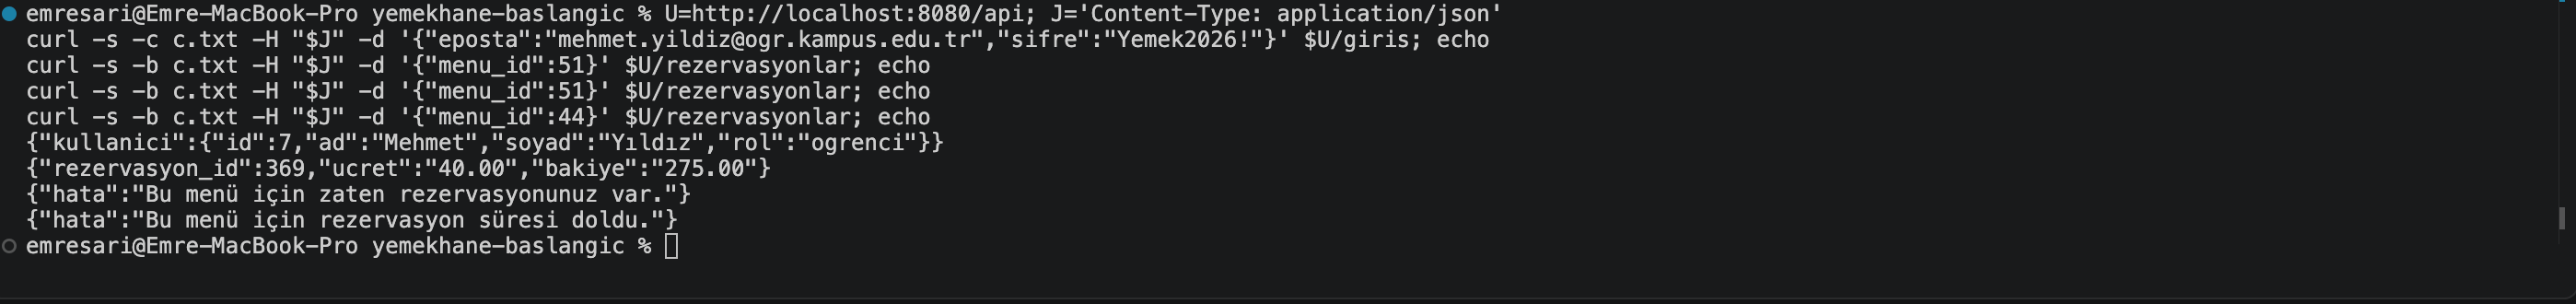 emresari@Emre-MacBook-Pro yemekhane-baslangic % U=http://localhost:8080/api; J='Content-Type: application/json'
curl -s -c c.txt -H "$J" -d '{"eposta":"mehmet.yildiz@ogr.kampus.edu.tr","sifre":"Yemek2026!"}' $U/giris; echo
curl -s -b c.txt -H "$J" -d '{"menu_id":51}' $U/rezervasyonlar; echo
curl -s -b c.txt -H "$J" -d '{"menu_id":51}' $U/rezervasyonlar; echo
curl -s -b c.txt -H "$J" -d '{"menu_id":44}' $U/rezervasyonlar; echo
{"kullanici":{"id":7,"ad":"Mehmet","soyad":"Yıldız","rol":"ogrenci"}}
{"rezervasyon_id":369,"ucret":"40.00","bakiye":"275.00"}
{"hata":"Bu menü için zaten rezervasyonunuz var."}
{"hata":"Bu menü için rezervasyon süresi doldu."}
emresari@Emre-MacBook-Pro yemekhane-baslangic %